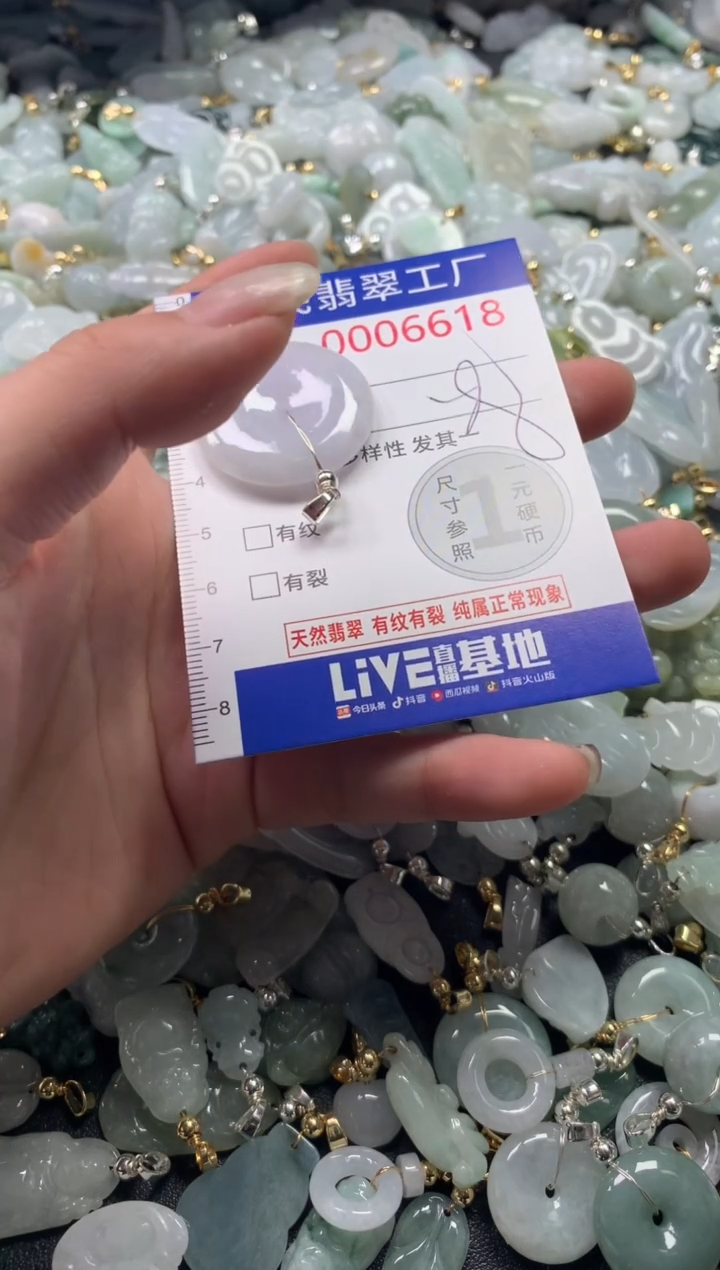 0
翡翠工厂
0006618
样性 发其一
4
尺寸参照
1
一元硬币
5
有纹
6
有裂
天然翡翠 有纹有裂 纯属正常现象
7
LiVE直播基地
8
今日头条 抖音 西瓜视频 抖音火山版